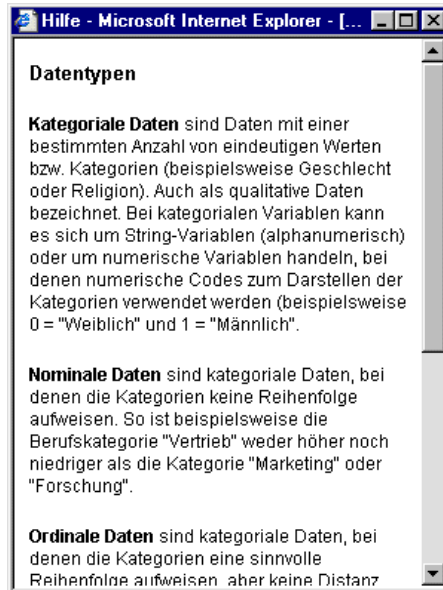 Hilfe - Microsoft Internet Explorer - [...
Datentypen
Kategoriale Daten sind Daten mit einer
bestimmten Anzahl von eindeutigen Werten
bzw. Kategorien (beispielsweise Geschlecht
oder Religion). Auch als qualitative Daten
bezeichnet. Bei kategorialen Variablen kann
es sich um String-Variablen (alphanumerisch)
oder um numerische Variablen handeln, bei
denen numerische Codes zum Darstellen der
Kategorien verwendet werden (beispielsweise
0 = "Weiblich" und 1 = "Männlich".
Nominale Daten sind kategoriale Daten, bei
denen die Kategorien keine Reihenfolge
aufweisen. So ist beispielsweise die
Berufskategorie "Vertrieb" weder höher noch
niedriger als die Kategorie "Marketing" oder
"Forschung".
Ordinale Daten sind kategoriale Daten, bei
denen die Kategorien eine sinnvolle
Reihenfolge aufweisen, aber keine Distanz